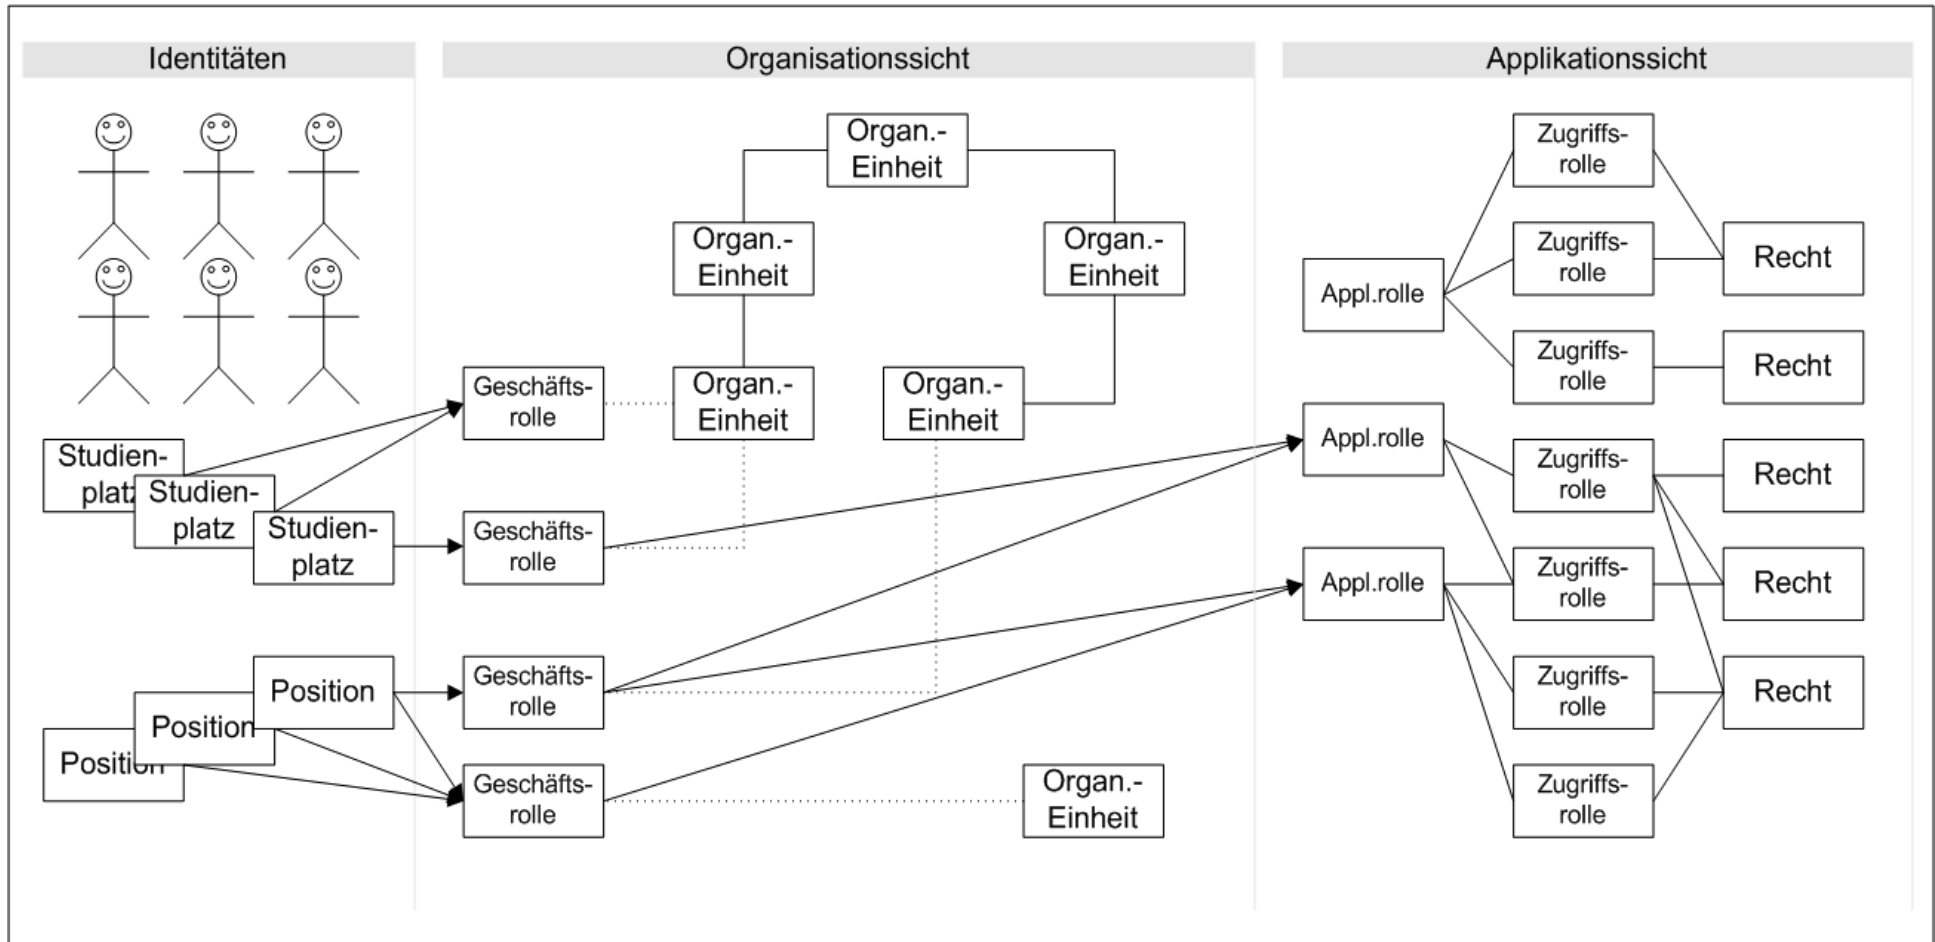 Identitäten
Organisationssicht
Applikationssicht
Organ.-
Einheit
Organ.-
Einheit
Organ.-
Einheit
Organ.-
Einheit
Organ.-
Einheit
Organ.-
Einheit
Geschäfts-
rolle
Geschäfts-
rolle
Geschäfts-
rolle
Geschäfts-
rolle
Studien-
platz
Studien-
platz
Studien-
platz
Position
Position
Position
Appl.rolle
Appl.rolle
Appl.rolle
Zugriffs-
rolle
Zugriffs-
rolle
Zugriffs-
rolle
Zugriffs-
rolle
Zugriffs-
rolle
Zugriffs-
rolle
Zugriffs-
rolle
Recht
Recht
Recht
Recht
Recht